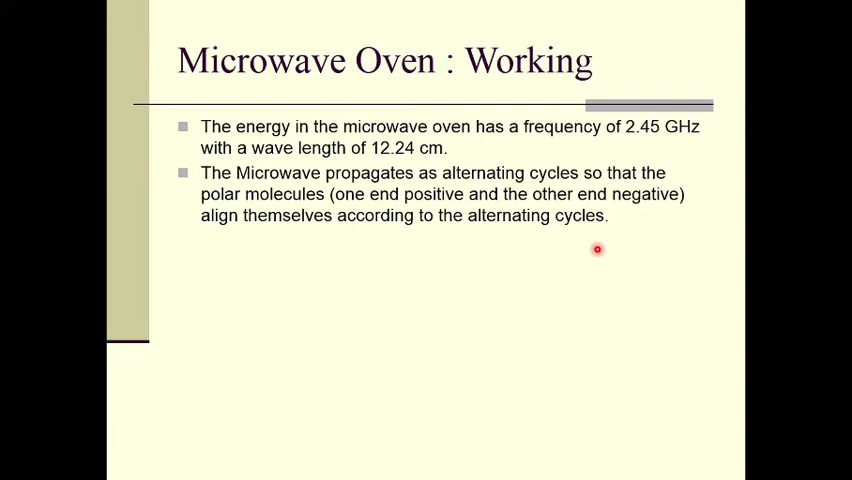 Microwave Oven : Working
The energy in the microwave oven has a frequency of 2.45 GHz
with a wave length of 12.24 cm.
The Microwave propagates as alternating cycles so that the
polar molecules (one end positive and the other end negative)
align themselves according to the alternating cycles.